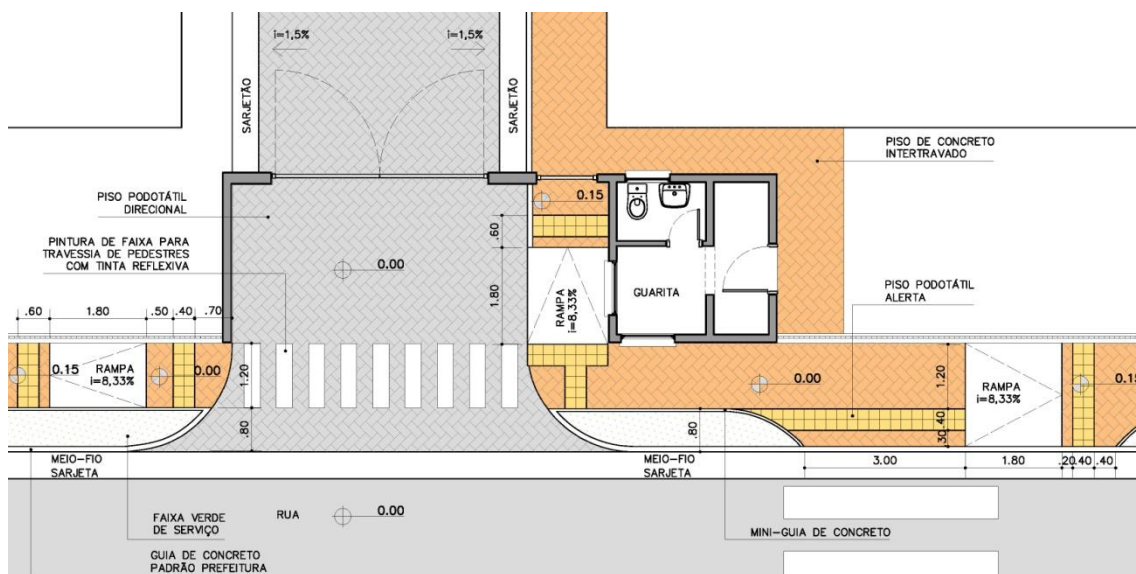 i=1,5%
i=1,5%
SARJETÃO
SARJETÃO
PISO DE CONCRETO
INTERTRAVADO
PISO PODOTÁTIL
DIRECIONAL
0.15
PINTURA DE FAIXA PARA
TRAVESSIA DE PEDESTRES
COM TINTA REFLEXIVA
.60
0.00
1.80
GUARITA
PISO PODOTÁTIL
ALERTA
RAMPA
i=8,33%
.60
1.80
.50
.40
.70
0.15
RAMPA
i=8,33%
0.00
1.20
0.00
1.20
RAMPA
i=8,33%
0.15
.80
.80
.40
.30
MEIO-FIO
SARJETA
MEIO-FIO
SARJETA
3.00
1.80
.20
.40
.40
FAIXA VERDE
DE SERVIÇO
RUA
0.00
MINI-GUIA DE CONCRETO
GUIA DE CONCRETO
PADRÃO PREFEITURA